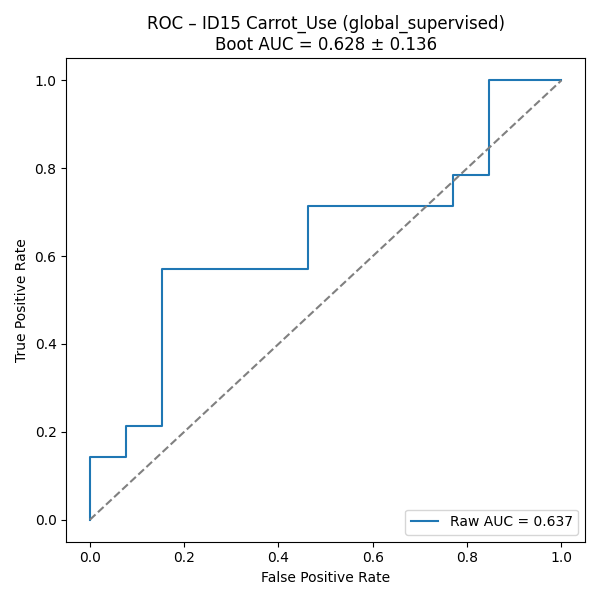 ROC – ID15 Carrot_Use (global_supervised)
Boot AUC = 0.628 ± 0.136
1.0
0.8
0.6
0.4
0.2
0.0
True Positive Rate
Raw AUC = 0.637
0.0 0.2 0.4 0.6 0.8 1.0
False Positive Rate